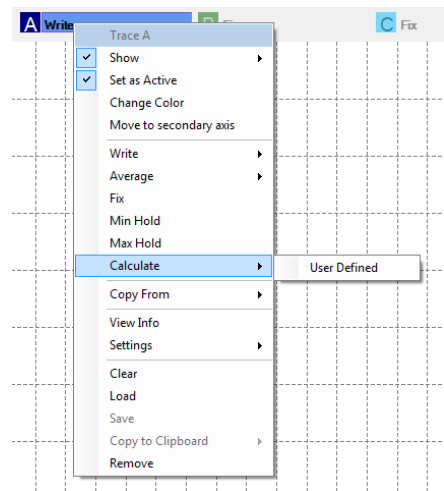 A Write
C Fix
Trace A
Show
Set as Active
Change Color
Move to secondary axis
Write
Average
Fix
Min Hold
Max Hold
Calculate
User Defined
Copy From
View Info
Settings
Clear
Load
Save
Copy to Clipboard
Remove